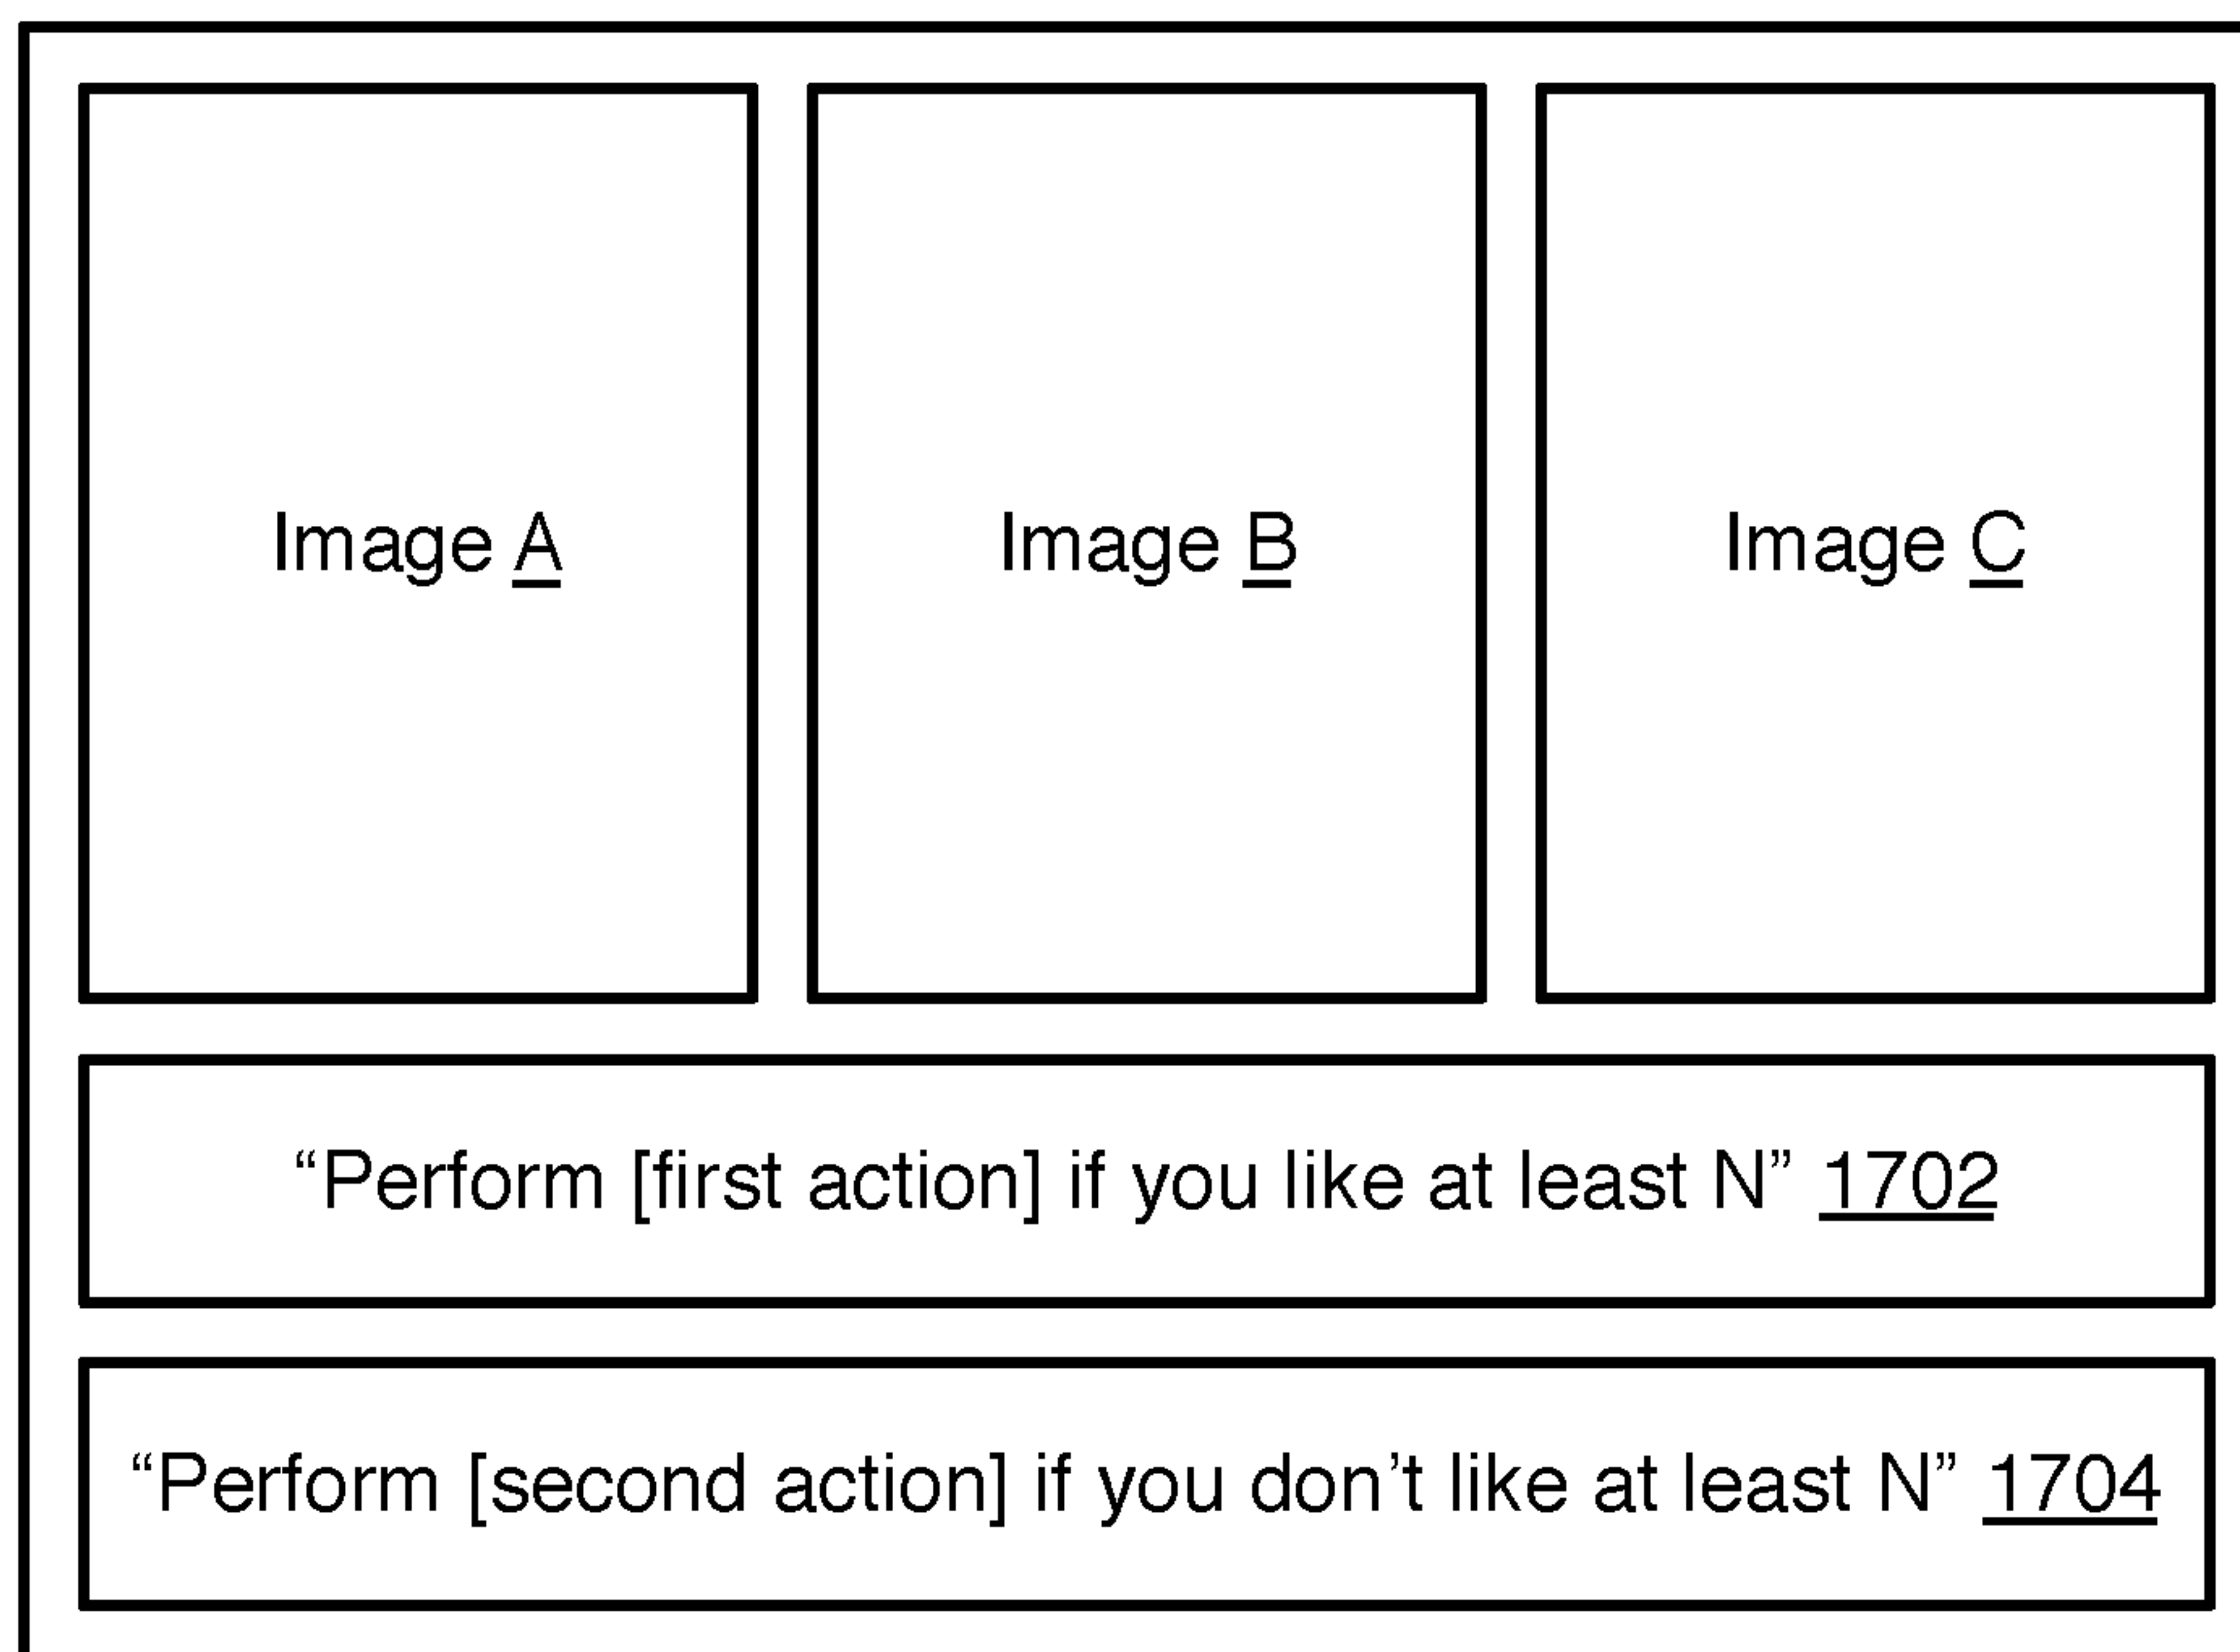 Image A
Image B
Image C
“Perform [first action] if you like at least N” 1702
“Perform [second action] if you don’t like at least N” 1704